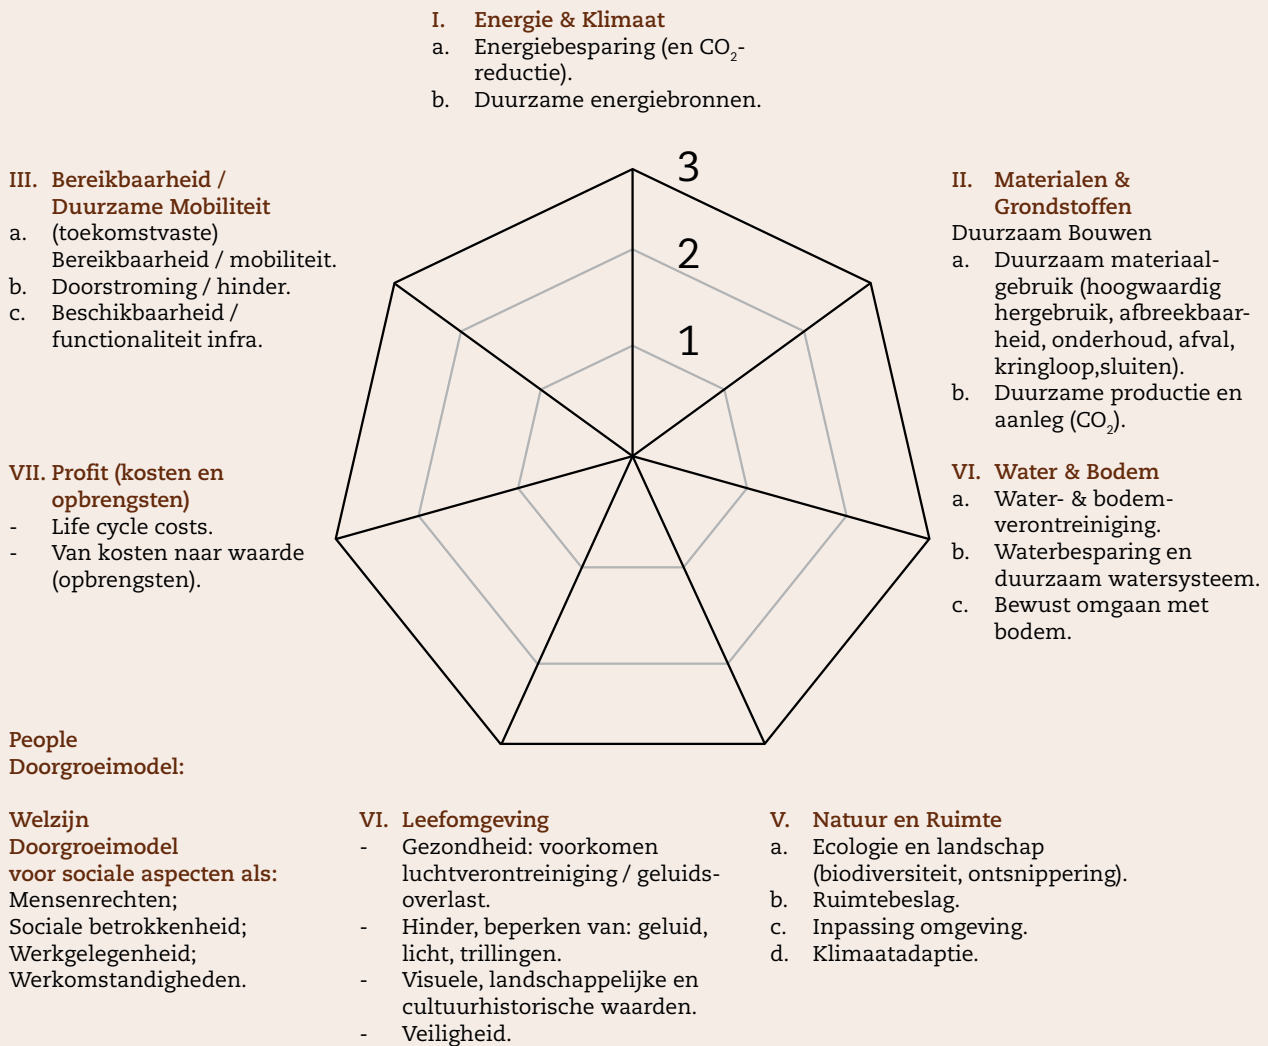 I. Energie & Klimaat
a. Energiebesparing (en CO₂-
reductie).
b. Duurzame energiebronnen.
3
2
1
III. Bereikbaarheid /
Duurzame Mobiliteit
a. (toekomstvaste)
Bereikbaarheid / mobiliteit.
b. Doorstroming / hinder.
c. Beschikbaarheid /
functionaliteit infra.
II. Materialen &
Grondstoffen
Duurzaam Bouwen
a. Duurzaam materiaal-
gebruik (hoogwaardig
hergebruik, afbreekbaar-
heid, onderhoud, afval,
kringloop,sluiten).
b. Duurzame productie en
aanleg (CO₂).
VII. Profit (kosten en
opbrengsten)
- Life cycle costs.
- Van kosten naar waarde
(opbrengsten).
VI. Water & Bodem
a. Water- & bodem-
verontreiniging.
b. Waterbesparing en
duurzaam watersysteem.
c. Bewust omgaan met
bodem.
People
Doorgroeimodel:
Welzijn
Doorgroeimodel
voor sociale aspecten als:
Mensenrechten;
Sociale betrokkenheid;
Werkgelegenheid;
Werkomstandigheden.
VI. Leefomgeving
- Gezondheid: voorkomen
luchtverontreiniging / geluids-
overlast.
- Hinder, beperken van: geluid,
licht, trillingen.
- Visuele, landschappelijke en
cultuurhistorische waarden.
- Veiligheid.
V. Natuur en Ruimte
a. Ecologie en landschap
(biodiversiteit, ontsnippering).
b. Ruimtebeslag.
c. Inpassing omgeving.
d. Klimaatadaptie.